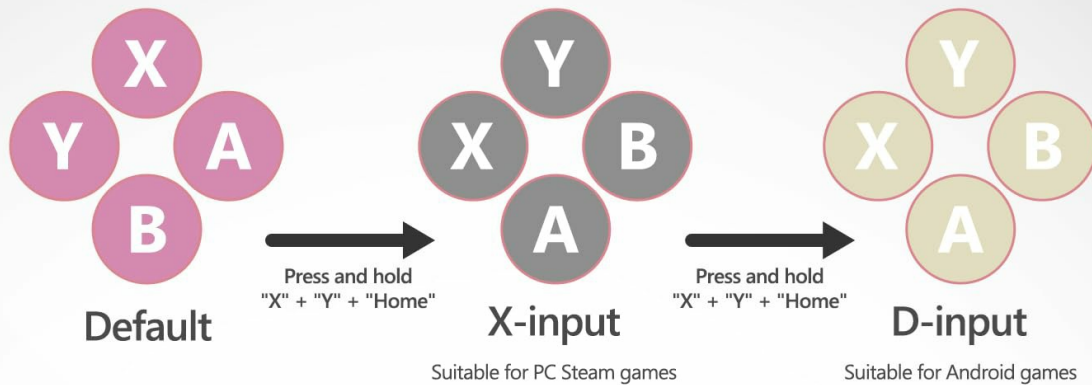 X
Y A
B
Default
Press and hold
"X" + "Y" + "Home"
Y
X B
A
X-input
Suitable for PC Steam games
Press and hold
"X" + "Y" + "Home"
Y
X B
A
D-input
Suitable for Android games